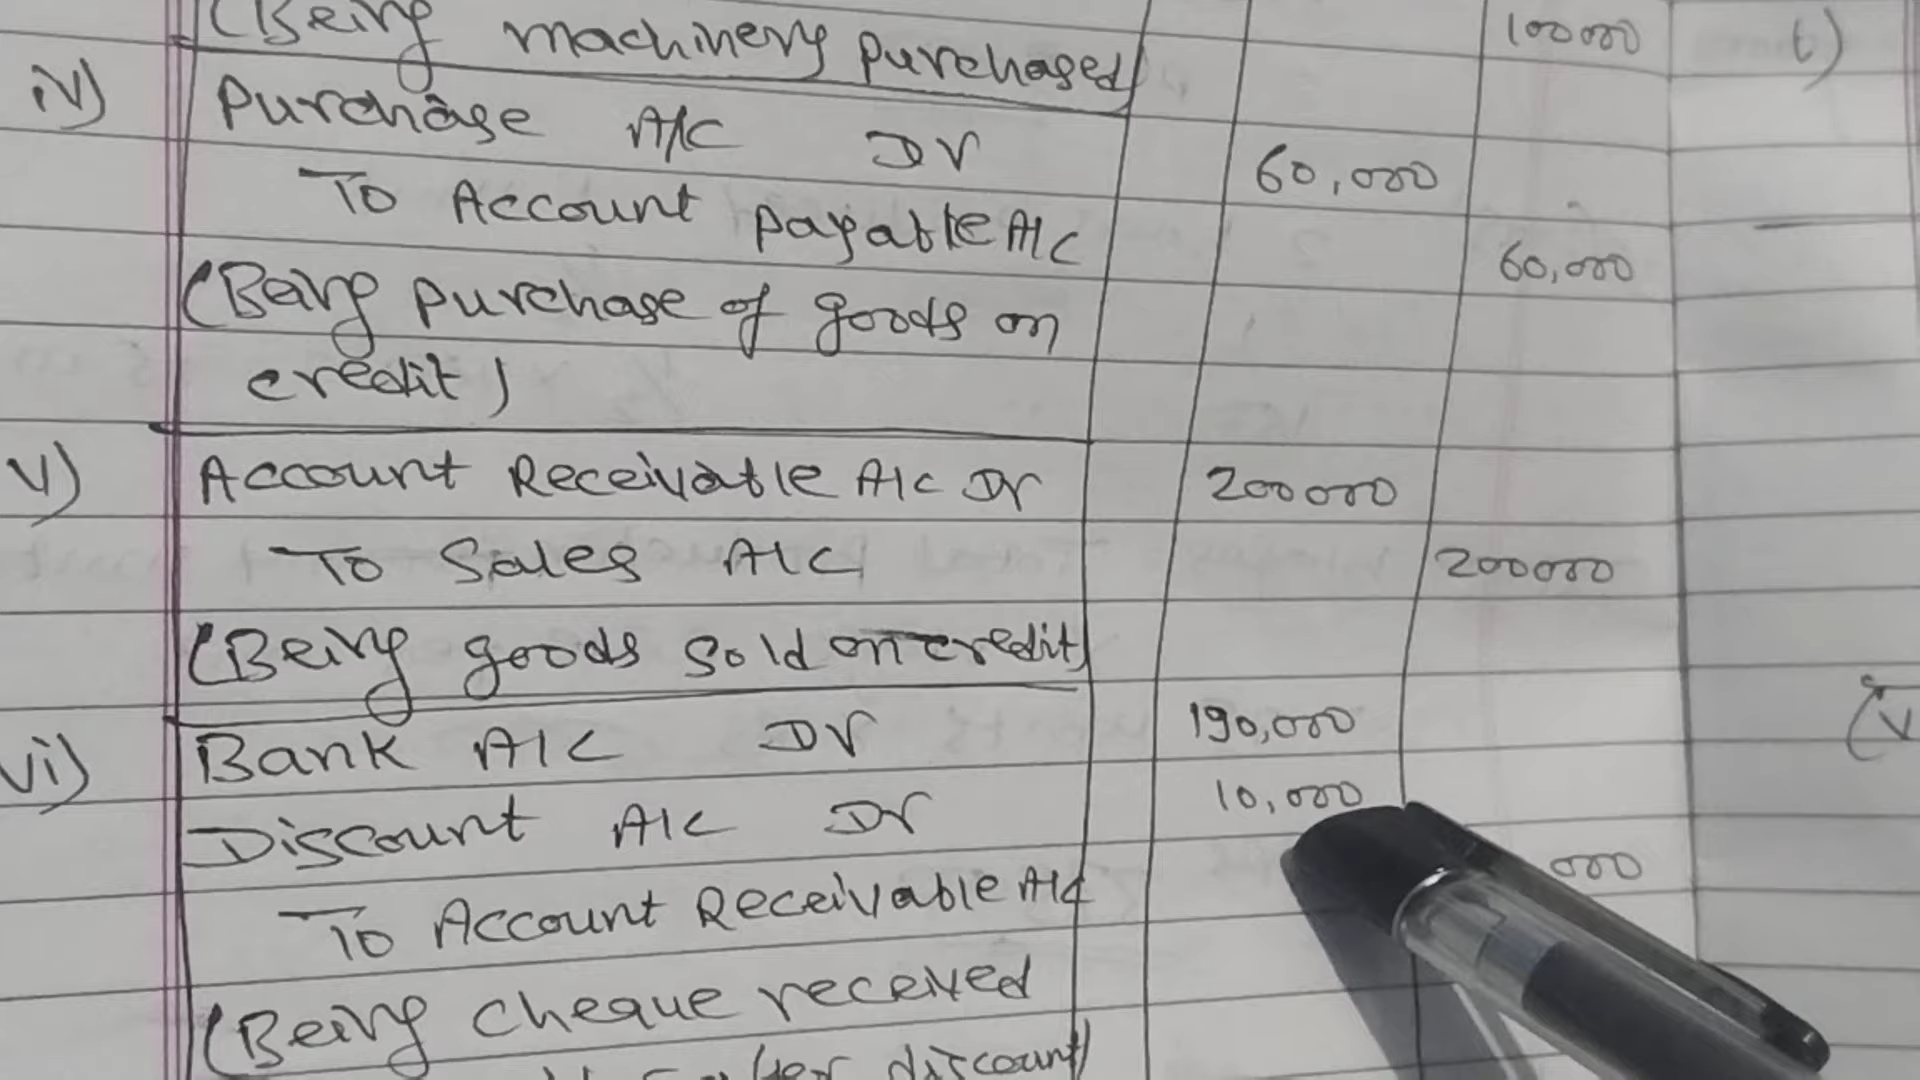 (Being machinery purchased) 100000
iv) Purchase A/C Dr 60,000
To Account Payable A/C 60,000
(Being purchase of goods on
credit)
v) Account Receivable A/C Dr 200000
To Sales A/C 200000
(Being goods sold on credit)
vi) Bank A/C Dr 190,000
Discount A/C Dr 10,000
To Account Receivable A/C 000
(Being cheque received
discount)